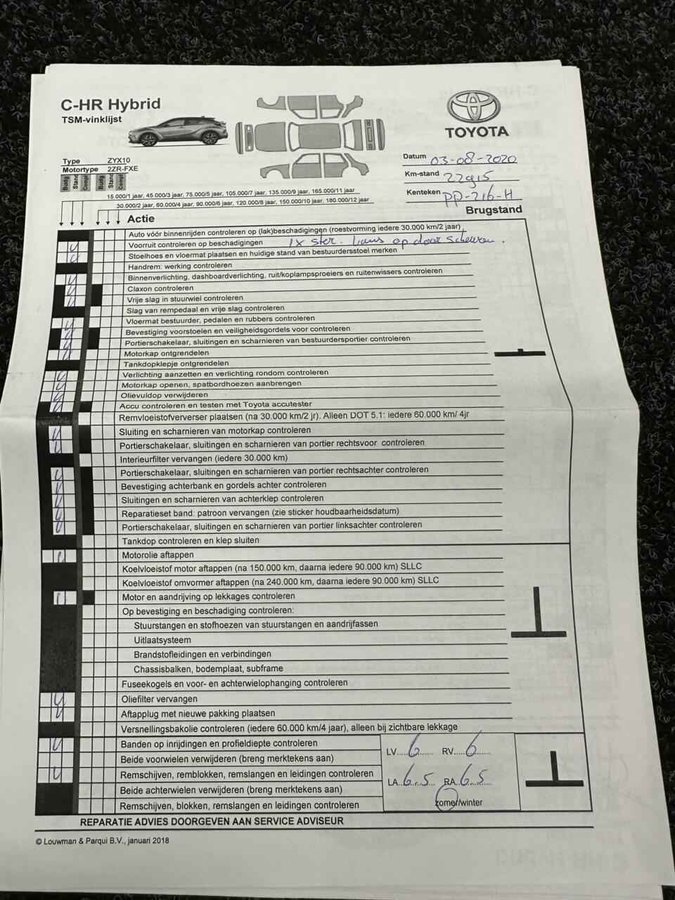 C-HR Hybrid
TSM-vinklijst
TOYOTA
Type ZYX10
Motortype 2ZR-FXE
Datum 03-08-2020
Km-stand 22915
Kenteken PP-216-H
Brugstand
15.000/1 jaar, 45.000/3 jaar, 75.000/5 jaar, 105.000/7 jaar, 135.000/9 jaar, 165.000/11 jaar
30.000/2 jaar, 60.000/4 jaar, 90.000/6 jaar, 120.000/8 jaar, 150.000/10 jaar, 180.000/12 jaar
Actie
Auto vóór binnenrijden controleren op (lak)beschadigingen (roestvorming iedere 30.000 km/2 jaar)
Voorruit controleren op beschadigingen 1x ster. op door
Stoelhoes en vloermat plaatsen en huidige stand van bestuurdersstoel merken
Handrem: werking controleren
Binnenverlichting, dashboardverlichting, ruit/koplampsproeiers en ruitenwissers controleren
Claxon controleren
Vrije slag in stuurwiel controleren
Slag van rempedaal en vrije slag controleren
Vloermat bestuurder, pedalen en rubbers controleren
Bevestiging voorstoelen en veiligheidsgordels voor controleren
Portierschakelaar, sluitingen en scharnieren van bestuurdersportier controleren
Motorkap ontgrendelen
Tankdopklepje ontgrendelen
Verlichting aanzetten en verlichting rondom controleren
Motorkap openen, spatbordhoezen aanbrengen
Olievuldop verwijderen
Accu controleren en testen met Toyota accutester
Remvloeistofververser plaatsen (na 30.000 km/2 jr). Alleen DOT 5.1: iedere 60.000 km/ 4jr
Sluiting en scharnieren van motorkap controleren
Portierschakelaar, sluitingen en scharnieren van portier rechtsvoor controleren
Interieurfilter vervangen (iedere 30.000 km)
Portierschakelaar, sluitingen en scharnieren van portier rechtsachter controleren
Bevestiging achterbank en gordels achter controleren
Sluitingen en scharnieren van achterklep controleren
Reparatieset band: patroon vervangen (zie sticker houdbaarheidsdatum)
Portierschakelaar, sluitingen en scharnieren van portier linksachter controleren
Tankdop controleren en klep sluiten
Motorolie aftappen
Koelvloeistof motor aftappen (na 150.000 km, daarna iedere 90.000 km) SLLC
Koelvloeistof omvormer aftappen (na 240.000 km, daarna iedere 90.000 km) SLLC
Motor en aandrijving op lekkages controleren
Op bevestiging en beschadiging controleren:
Stuurstangen en stofhoezen van stuurstangen en aandrijfassen
Uitlaatsysteem
Brandstofleidingen en verbindingen
Chassisbalken, bodemplaat, subframe
Fuseekogels en voor- en achterwielophanging controleren
Oliefilter vervangen
Aftapplug met nieuwe pakking plaatsen
Versnellingsbakolie controleren (iedere 60.000 km/4 jaar), alleen bij zichtbare lekkage
Banden op inrijdingen en profieldiepte controleren
Beide voorwielen verwijderen (breng merktekens aan)
LV 6 RV 6
Remschijven, remblokken, remslangen en leidingen controleren
LA 6.5 RA 6.5
Beide achterwielen verwijderen (breng merktekens aan)
Remschijven, blokken, remslangen en leidingen controleren
zomer/winter
REPARATIE ADVIES DOORGEVEN AAN SERVICE ADVISEUR
© Louwman & Parqui B.V., januari 2018